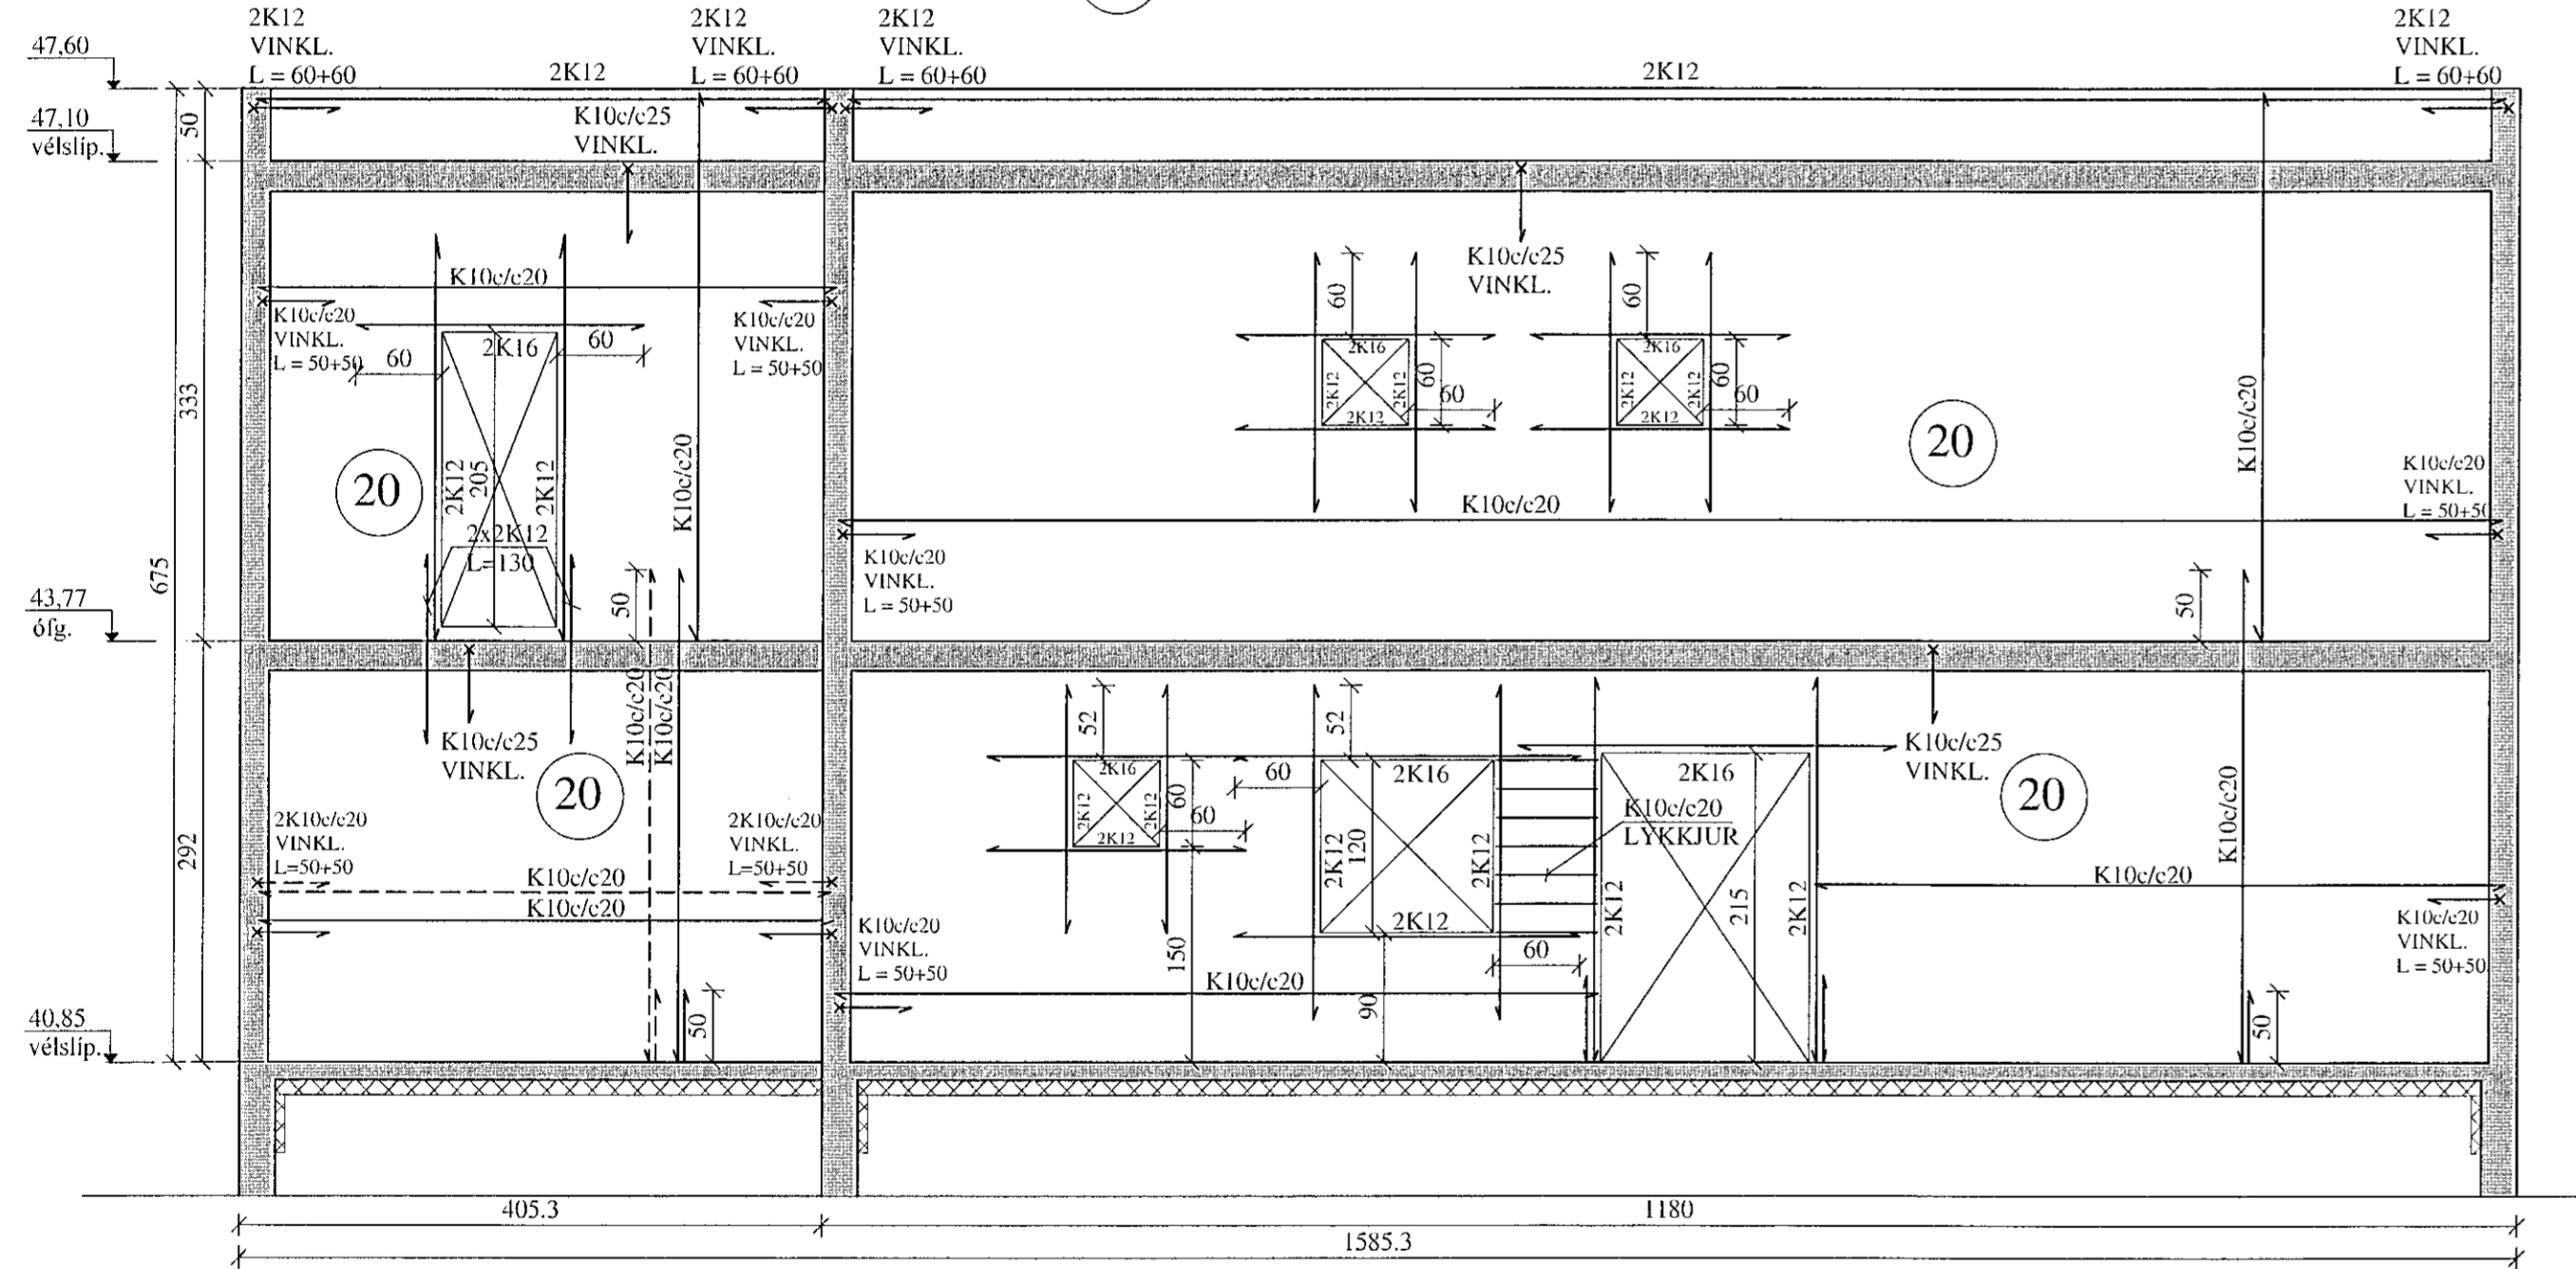 2K12
VINKL.
L = 60+60
2K12
VINKL.
L = 60+60
2K12
VINKL.
L = 60+60
2K12
VINKL.
L = 60+60
47,60
2K12
2K12
47,10
vélslíp.
50
K10c/c25
VINKL.
K10c/c25
VINKL.
K10c/c20
K10c/c20
VINKL.
L = 50+50
K10c/c20
VINKL.
L = 50+50
60
60
2K16
2K12
205
2K12
2x2K12
L=130
20
K10c/c20
50
333
675
43,77
ófg.
60
2K16
2K12
2K12
2K12
60
60
60
2K16
2K12
2K12
2K12
60
60
20
K10c/c20
K10c/c20
K10c/c20
VINKL.
L = 50+50
K10c/c20
VINKL.
L = 50+50
50
K10c/c20
K10c/c20
K10c/c25
VINKL.
20
292
2K10c/c20
VINKL.
L=50+50
2K10c/c20
VINKL.
L=50+50
K10c/c20
K10c/c20
50
40,85
vélslíp.
52
2K16
2K12
2K12
2K12
60
60
150
52
60
2K16
2K12
120
2K12
2K12
60
90
K10c/c20
LYKKJUR
2K16
2K12
215
2K12
K10c/c25
VINKL.
20
K10c/c20
K10c/c20
K10c/c20
VINKL.
L = 50+50
K10c/c20
VINKL.
L = 50+50
K10c/c20
50
405.3
1180
1585.3